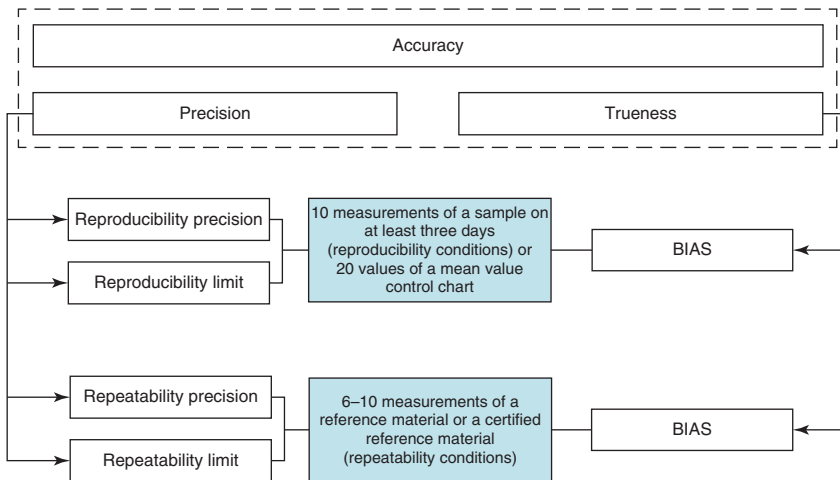 Accuracy
Precision
Trueness
Reproducibility precision
Reproducibility limit
10 measurements of a sample on
at least three days
(reproducibility conditions) or
20 values of a mean value
control chart
BIAS
Repeatability precision
Repeatability limit
6–10 measurements of a
reference material or a certified
reference material
(repeatability conditions)
BIAS